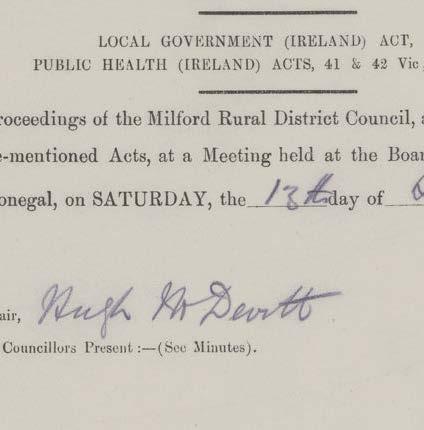 LOCAL GOVERNMENT (IRELAND) ACT,
PUBLIC HEALTH (IRELAND) ACTS, 41 & 42 Vic,
roceedings of the Milford Rural District Council, a
e-mentioned Acts, at a Meeting held at the Boar
onegal, on SATURDAY, the 13th day of
air, Hugh McDevitt
Councillors Present :—(See Minutes).